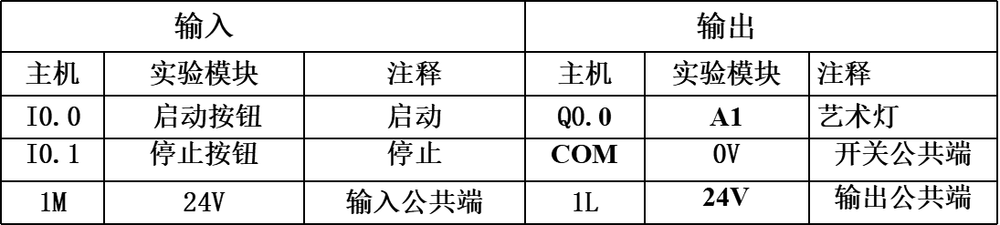 输入 输出
主机 实验模块 注释 主机 实验模块 注释
I0.0 启动按钮 启动 Q0.0 A1 艺术灯
I0.1 停止按钮 停止 COM 0V 开关公共端
1M 24V 输入公共端 1L 24V 输出公共端